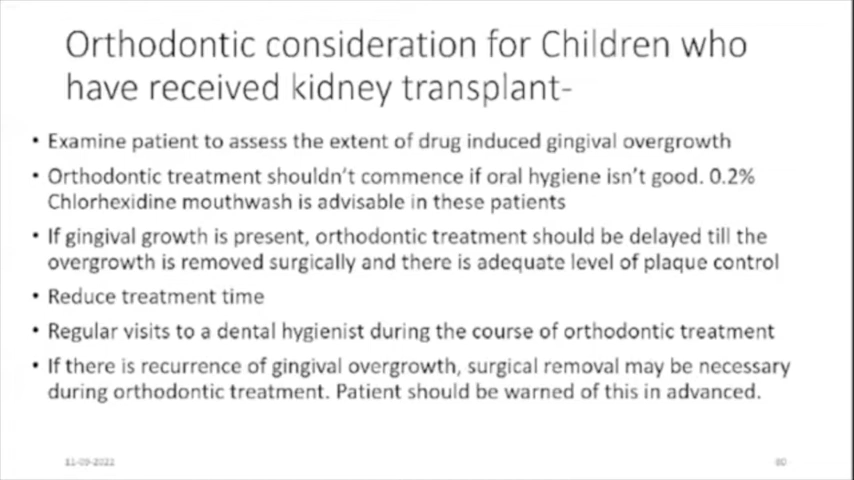 Orthodontic consideration for Children who
have received kidney transplant-
• Examine patient to assess the extent of drug induced gingival overgrowth
• Orthodontic treatment shouldn't commence if oral hygiene isn't good. 0.2%
Chlorhexidine mouthwash is advisable in these patients
• If gingival growth is present, orthodontic treatment should be delayed till the
overgrowth is removed surgically and there is adequate level of plaque control
• Reduce treatment time
• Regular visits to a dental hygienist during the course of orthodontic treatment
• If there is recurrence of gingival overgrowth, surgical removal may be necessary
during orthodontic treatment. Patient should be warned of this in advanced.